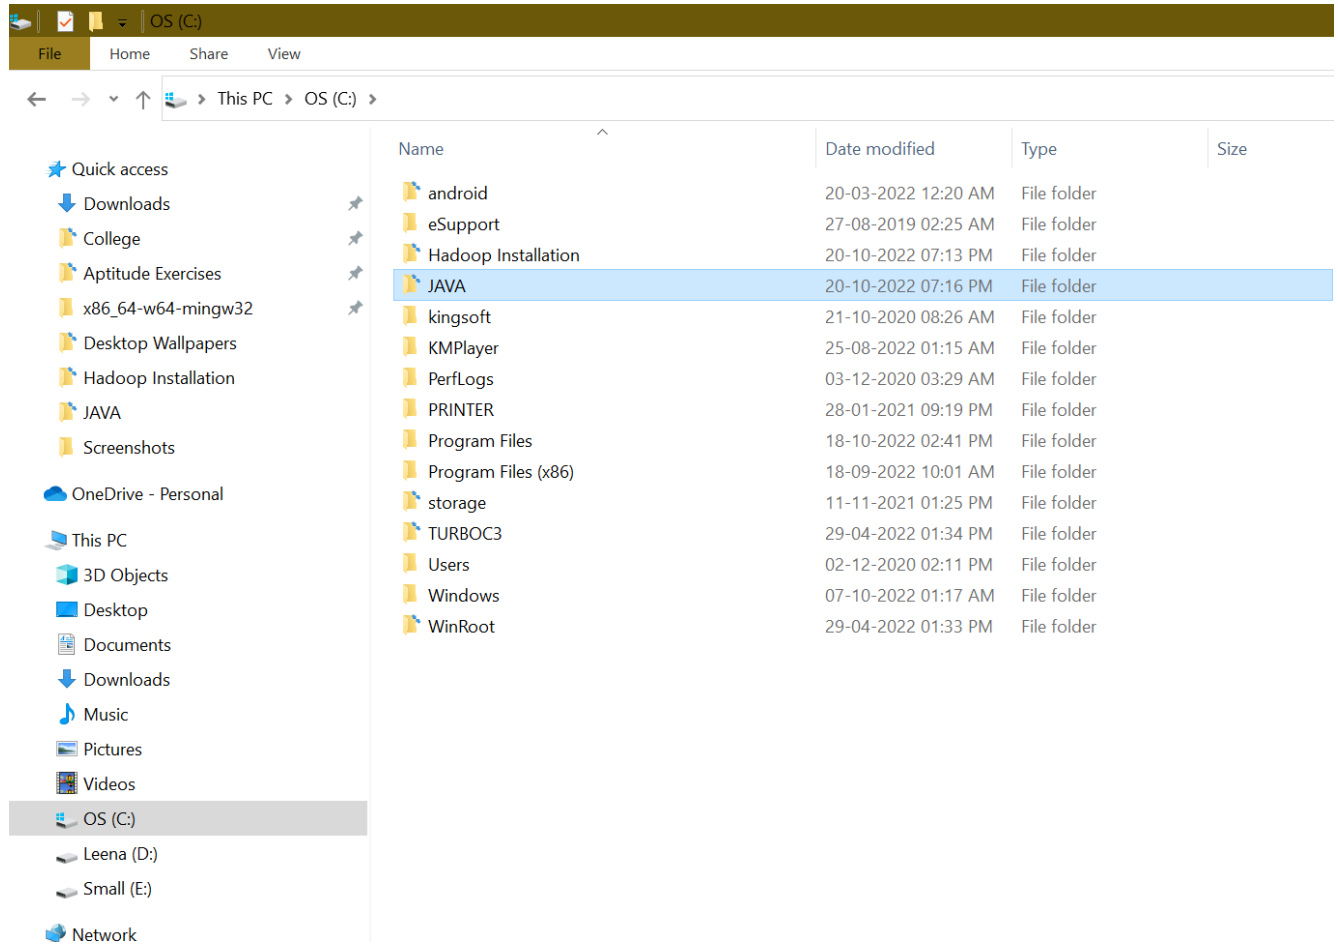 OS (C:)
File Home Share View
This PC > OS (C:) >
Quick access
Downloads
College
Aptitude Exercises
x86_64-w64-mingw32
Desktop Wallpapers
Hadoop Installation
JAVA
Screenshots
OneDrive - Personal
This PC
3D Objects
Desktop
Documents
Downloads
Music
Pictures
Videos
OS (C:)
Leena (D:)
Small (E:)
Network
Name Date modified Type Size
android 20-03-2022 12:20 AM File folder
eSupport 27-08-2019 02:25 AM File folder
Hadoop Installation 20-10-2022 07:13 PM File folder
JAVA 20-10-2022 07:16 PM File folder
kingsoft 21-10-2020 08:26 AM File folder
KMPlayer 25-08-2022 01:15 AM File folder
PerfLogs 03-12-2020 03:29 AM File folder
PRINTER 28-01-2021 09:19 PM File folder
Program Files 18-10-2022 02:41 PM File folder
Program Files (x86) 18-09-2022 10:01 AM File folder
storage 11-11-2021 01:25 PM File folder
TURBOC3 29-04-2022 01:34 PM File folder
Users 02-12-2020 02:11 PM File folder
Windows 07-10-2022 01:17 AM File folder
WinRoot 29-04-2022 01:33 PM File folder